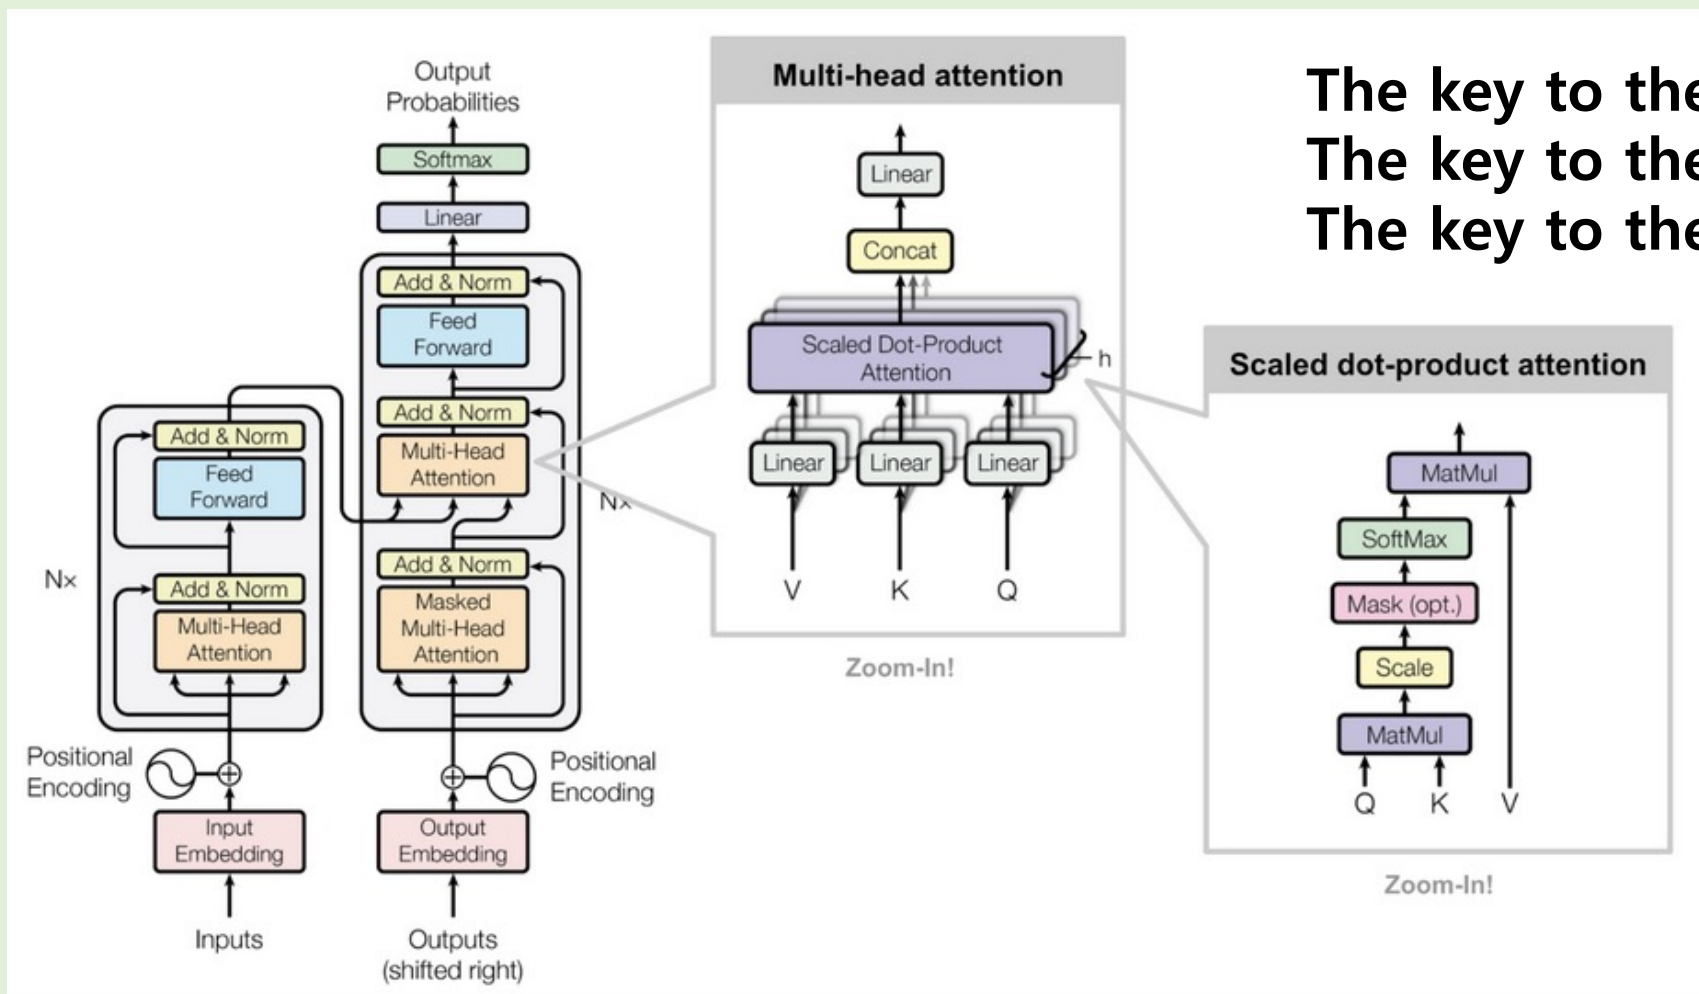 Output
Probabilities
Softmax
Linear
Add & Norm
Feed
Forward
Add & Norm
Multi-Head
Attention
Nx
Add & Norm
Masked
Multi-Head
Attention
Positional
Encoding
Output
Embedding
Outputs
(shifted right)
Add & Norm
Feed
Forward
Nx
Add & Norm
Multi-Head
Attention
Positional
Encoding
Input
Embedding
Inputs
Multi-head attention
Linear
Concat
Scaled Dot-Product
Attention
h
Linear Linear Linear
V K Q
Zoom-In!
The key to the
The key to the
The key to the
Scaled dot-product attention
MatMul
SoftMax
Mask (opt.)
Scale
MatMul
Q K V
Zoom-In!